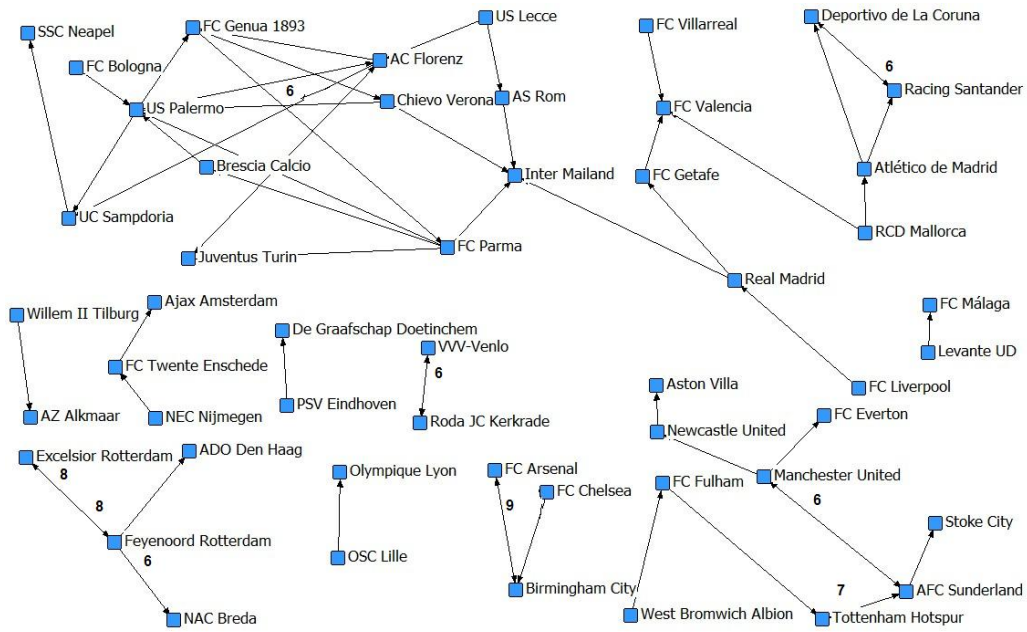 Deportivo de La Coruna
US Lecce
FC Villarreal
FC Genua 1893
SSC Neapel
AC Florenz
FC Bologna
6
6
Racing Santander
Chievo Verona
AS Rom
US Palermo
FC Valencia
Brescia Calcio
Atlético de Madrid
Inter Mailand
FC Getafe
UC Sampdoria
RCD Mallorca
FC Parma
Juventus Turin
Real Madrid
Ajax Amsterdam
FC Málaga
Willem II Tilburg
De Graafschap Doetinchem
VVV-Venlo
Levante UD
FC Twente Enschede
6
Aston Villa
FC Liverpool
PSV Eindhoven
AZ Alkmaar
NEC Nijmegen
Roda JC Kerkrade
FC Everton
Newcastle United
ADO Den Haag
Excelsior Rotterdam
8
Olympique Lyon
FC Arsenal
Manchester United
FC Fulham
FC Chelsea
6
8
9
Stoke City
Feyenoord Rotterdam
6
OSC Lille
Birmingham City
7
AFC Sunderland
NAC Breda
West Bromwich Albion
Tottenham Hotspur